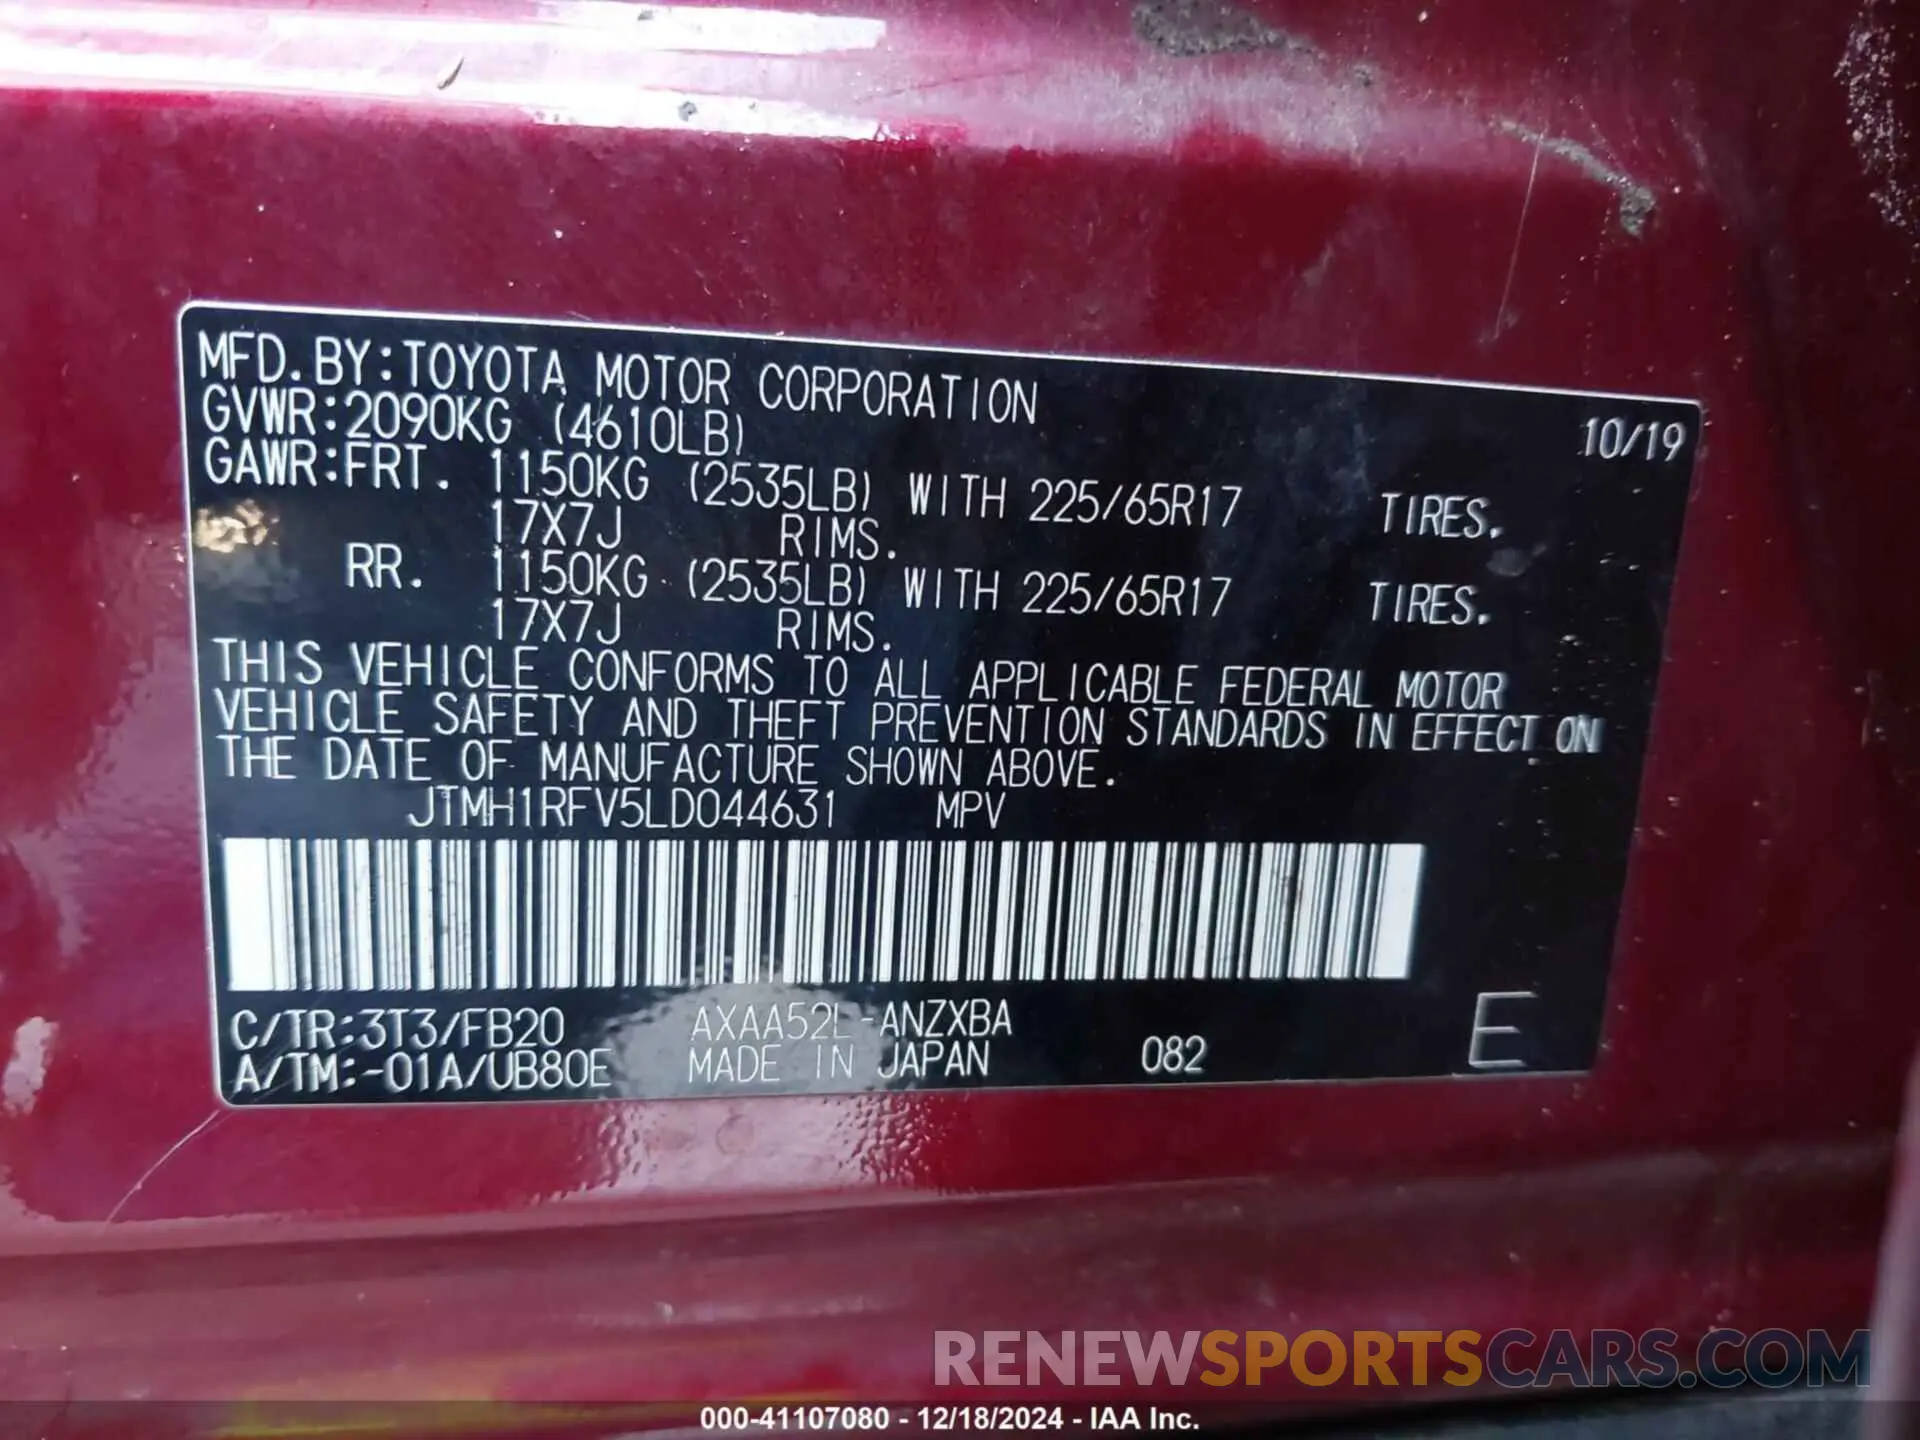 MFD.BY:TOYOTA MOTOR CORPORATION 10/19
GVWR:2090KG (4610LB)
GAWR:FRT. 1150KG (2535LB) WITH 225/65R17 TIRES.
17X7J RIMS.
RR. 1150KG (2535LB) WITH 225/65R17 TIRES.
17X7J RIMS.
THIS VEHICLE CONFORMS TO ALL APPLICABLE FEDERAL MOTOR
VEHICLE SAFETY AND THEFT PREVENTION STANDARDS IN EFFECT ON
THE DATE OF MANUFACTURE SHOWN ABOVE.
JTMH1RFV5LD044631 MPV
C/TR:3T3/FB20 AXAA52L-ANZXBA
A/TM:-01A/UB80E MADE IN JAPAN 082 E
RENEWSPORTSCARS.COM
000-41107080 - 12/18/2024 - IAA Inc.